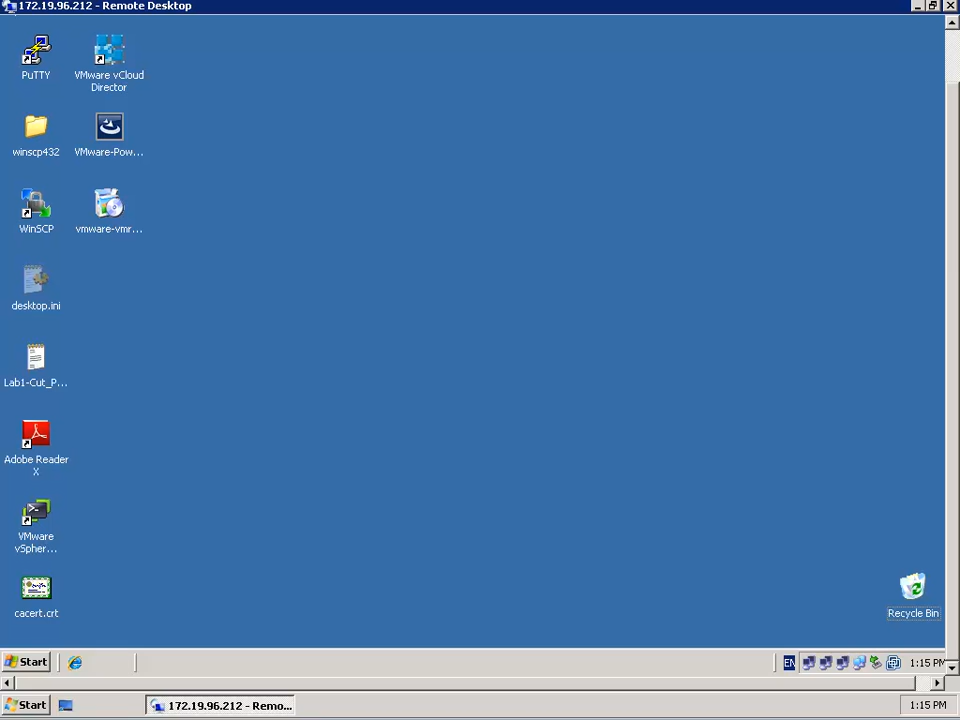 172.19.96.212 - Remote Desktop
PuTTY
VMware vCloud
Director
winscp432
VMware-Pow...
WinSCP
vmware-vmr...
desktop.ini
Lab1-Cut_P...
Adobe Reader
X
VMware
vSpher...
cacert.crt
Recycle Bin
Start
EN
1:15 PM
Start
172.19.96.212 - Remo...
1:15 PM